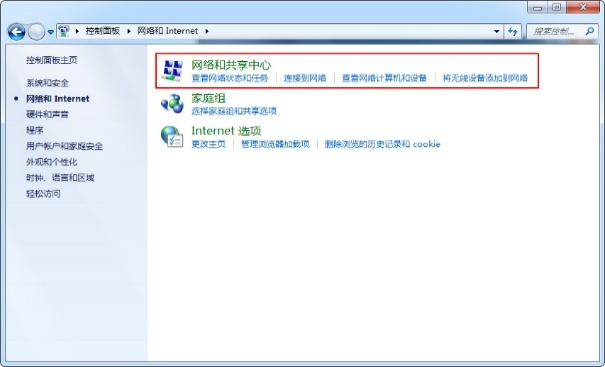 控制面板 ▸ 网络和 Internet ▸
搜索控制...
控制面板主页
系统和安全
网络和 Internet
硬件和声音
程序
用户帐户和家庭安全
外观和个性化
时钟、语言和区域
轻松访问
网络和共享中心
查看网络状态和任务 | 连接到网络 | 查看网络计算机和设备 | 将无线设备添加到网络
家庭组
选择家庭组和共享选项
Internet 选项
更改主页 | 管理浏览器加载项 | 删除浏览的历史记录和 cookie